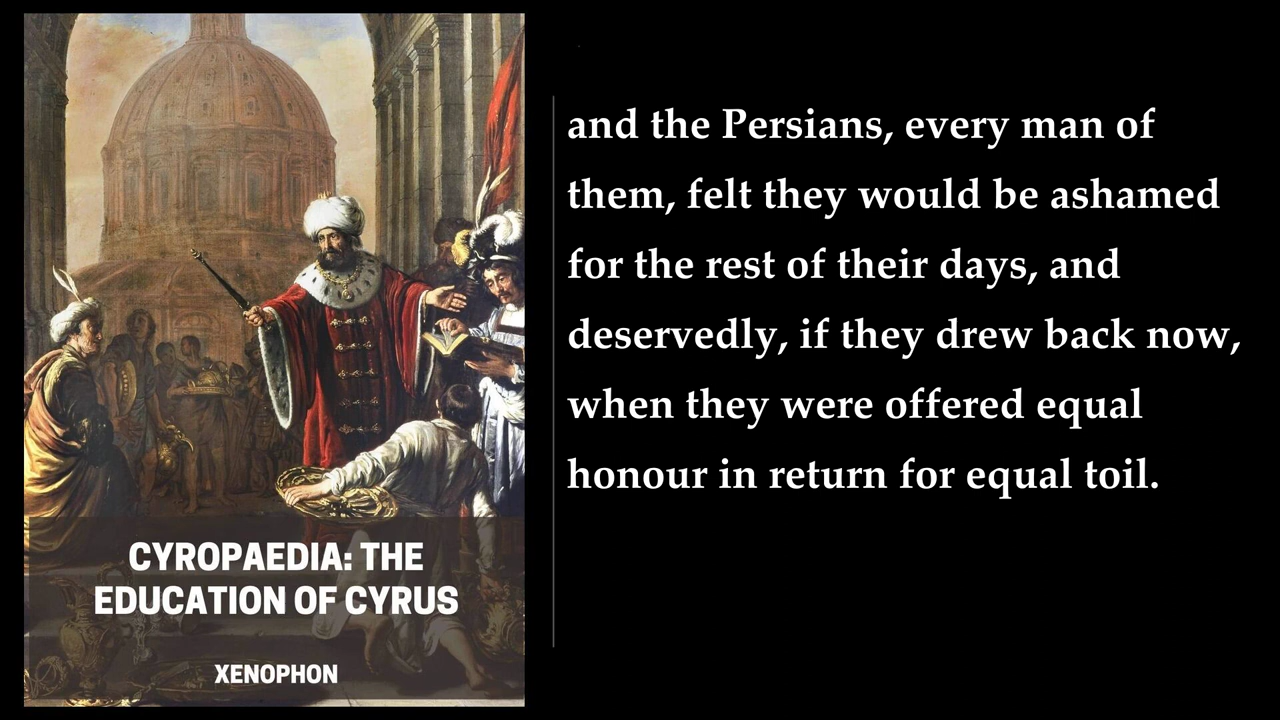 CYROPAEDIA: THE
EDUCATION OF CYRUS
XENOPHON
and the Persians, every man of
them, felt they would be ashamed
for the rest of their days, and
deservedly, if they drew back now,
when they were offered equal
honour in return for equal toil.